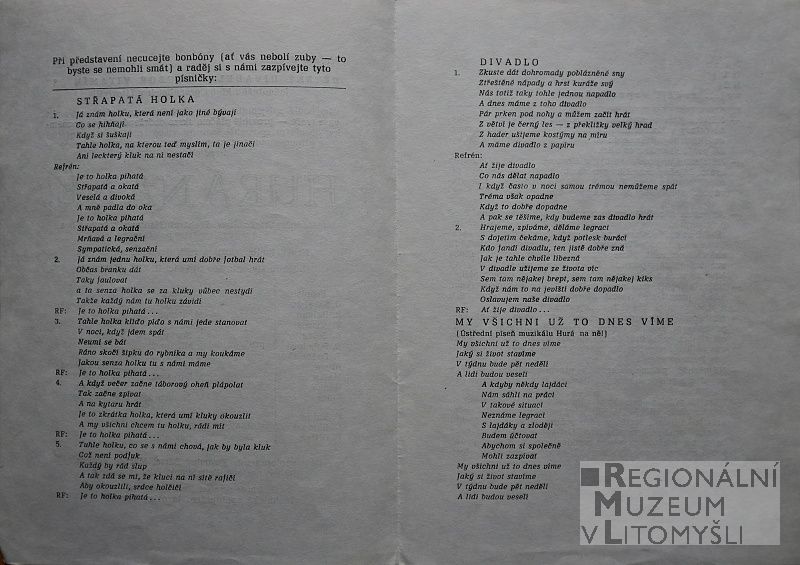 Při představení necucejte bonbóny (ať vás nebolí zuby — to
byste se nemohli smát) a raděj si s námi zazpívejte tyto
písničky:
STŘAPATÁ HOLKA
1. Já znám holku, která není jako jiné bývají
Co se hihňají
Když si šuškají
Tahle holka, na kterou teď myslím, ta je jinačí
Ani leckterý kluk na ni nestačí
Refrén:
Je to holka pihatá
Střapatá a okatá
Veselá a divoká
A mně padla do oka
Je to holka pihatá
Střapatá a okatá
Mrňavá a legrační
Sympatická, senzační
2. Já znám jednu holku, která umí dobře fotbal hrát
Občas branku dát
Taky faulovat
a ta senza holka se za kluky vůbec nestydí
Takže každý nám tu holku závidí
RF: Je to holka pihatá...
3. Tahle holka kliďo píďo s námi jede stanovat
V noci, když jdem spát
Neumí se bát
Ráno skočí šipku do rybníka a my koukáme
Jakou senza holku tu s námi máme
RF: Je to holka pihatá...
4. A když večer začne táborový oheň plápolat
Tak začne zpívat
A na kytaru hrát
Je to zkrátka holka, která umí kluky okouzlit
A my všichni chcem tu holku, rádi mít
RF: Je to holka pihatá...
5. Tuhle holku, co se s námi chová, jak by byla kluk
Což není podfuk
Každý by rád šlup
A tak zdá se mi, že kluci na ni sítě rafičí
Aby okouzlili, srdce holčičí
RF: Je to holka pihatá...
DIVADLO
1. Zkuste dát dohromady poblázněné sny
Ztřeštěné nápady a hrst kuráže svý
Nás totiž taky tohle jednou napadlo
A dnes máme z toho divadlo
Pár prken pod nohy a můžem začít hrát
Z větví je černý les — z překližky velký hrad
Z hader ušijeme kostýmy na míru
A máme divadlo z papíru
Refrén:
Ať žije divadlo
Co nás dělat napadlo
I když často v noci samou trémou nemůžeme spát
Tréma však opadne
Když to dobře dopadne
A pak se těšíme, kdy budeme zas divadlo hrát
2. Hrajeme, zpíváme, děláme legraci
S dojetím čekáme, když potlesk burácí
Kdo fandí divadlu, ten jistě dobře zná
Jak je tahle chvíle líbezná
V divadle užijeme ze života víc
Sem tam nějakej brept, sem tam nějakej kiks
Když nám to na jevišti dobře dopadlo
Oslavujem naše divadlo
RF: Ať žije divadlo...
MY VŠICHNI UŽ TO DNES VÍME
(Ústřední píseň muzikálu Hurá na ně!)
My všichni už to dnes víme
Jaký si život stavíme
V týdnu bude pět nedělí
A lidi budou veselí
A kdyby někdy lajdáci
Nám sáhli na práci
V takové situaci
Neznáme legraci
S lajdáky a zloději
Budem účtovat
Abychom si společně
Mohli zazpívat
My všichni už to dnes víme
Jaký si život stavíme
V týdnu bude pět nedělí
A lidi budou veselí
REGIONÁLNÍ
MUZEUM
V LITOMYŠLI